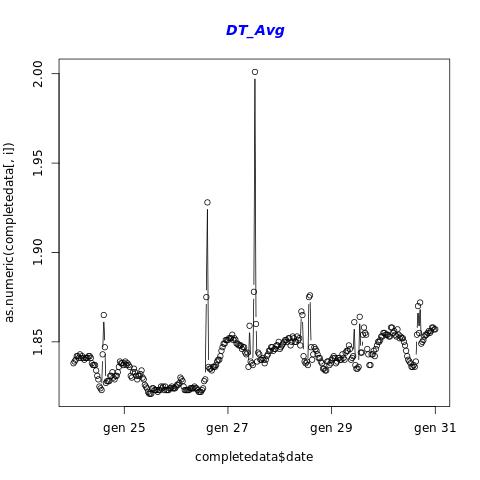 DT_Avg
as.numeric(completedata[, i])
2.00
1.95
1.90
1.85
gen 25
gen 27
gen 29
gen 31
completedata$date